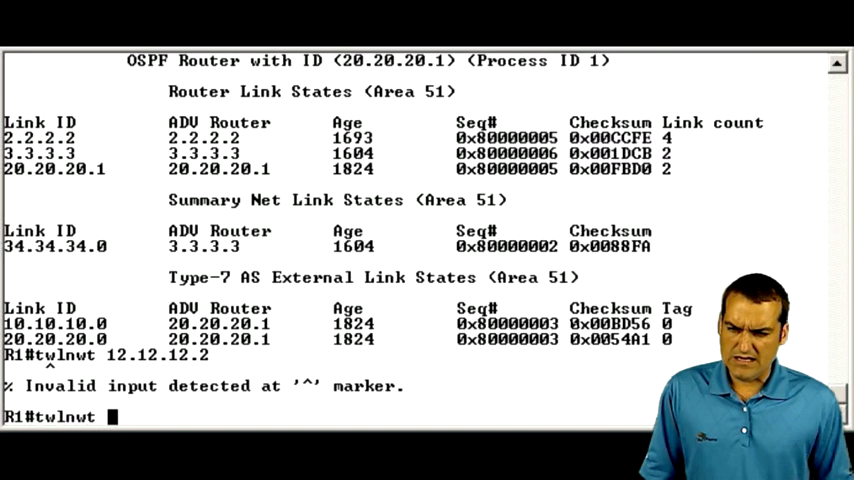 OSPF Router with ID (20.20.20.1) (Process ID 1)
Router Link States (Area 51)
Link ID ADV Router Age Seq# Checksum Link count
2.2.2.2 2.2.2.2 1693 0x80000005 0x00CCFE 4
3.3.3.3 3.3.3.3 1604 0x80000006 0x001DCB 2
20.20.20.1 20.20.20.1 1824 0x80000005 0x00FBD0 2
Summary Net Link States (Area 51)
Link ID ADV Router Age Seq# Checksum
34.34.34.0 3.3.3.3 1604 0x80000002 0x0088FA
Type-7 AS External Link States (Area 51)
Link ID ADV Router Age Seq# Checksum Tag
10.10.10.0 20.20.20.1 1824 0x80000003 0x00BD56 0
20.20.20.0 20.20.20.1 1824 0x80000003 0x0054A1 0
R1#twlnwt 12.12.12.2
^
% Invalid input detected at '^' marker.
R1#twlnwt